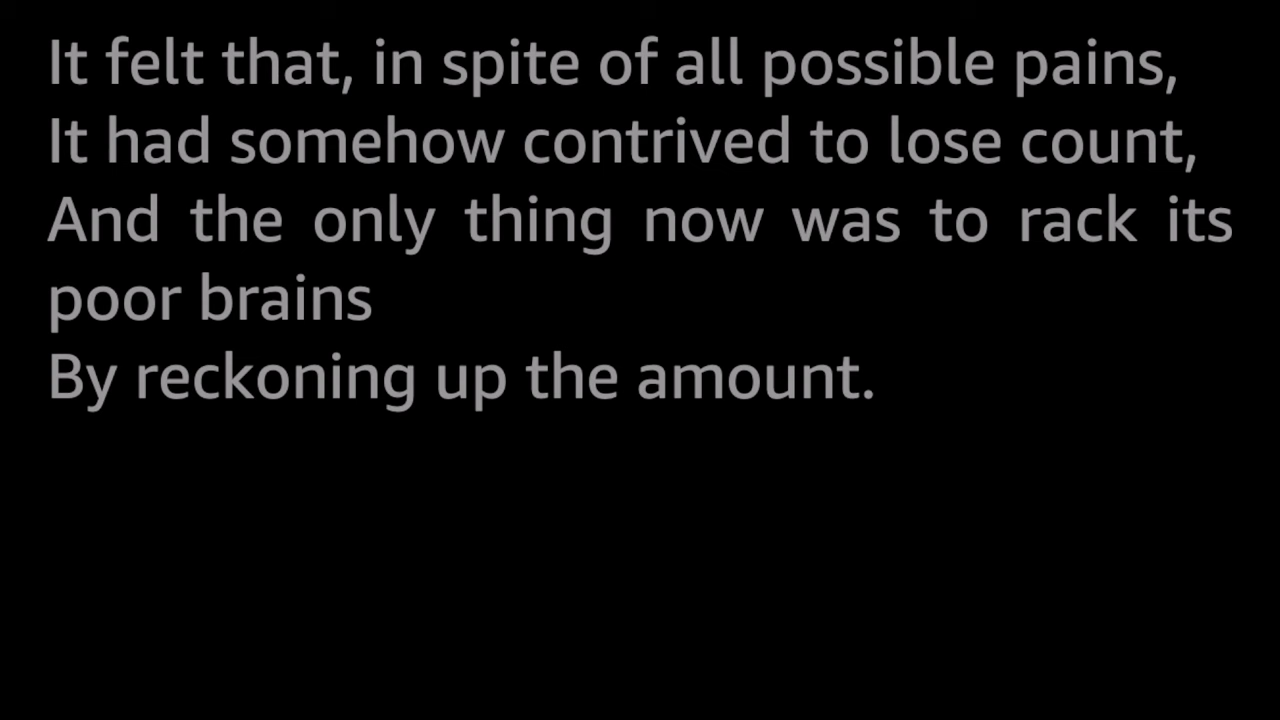 It felt that, in spite of all possible pains,
It had somehow contrived to lose count,
And the only thing now was to rack its
poor brains
By reckoning up the amount.